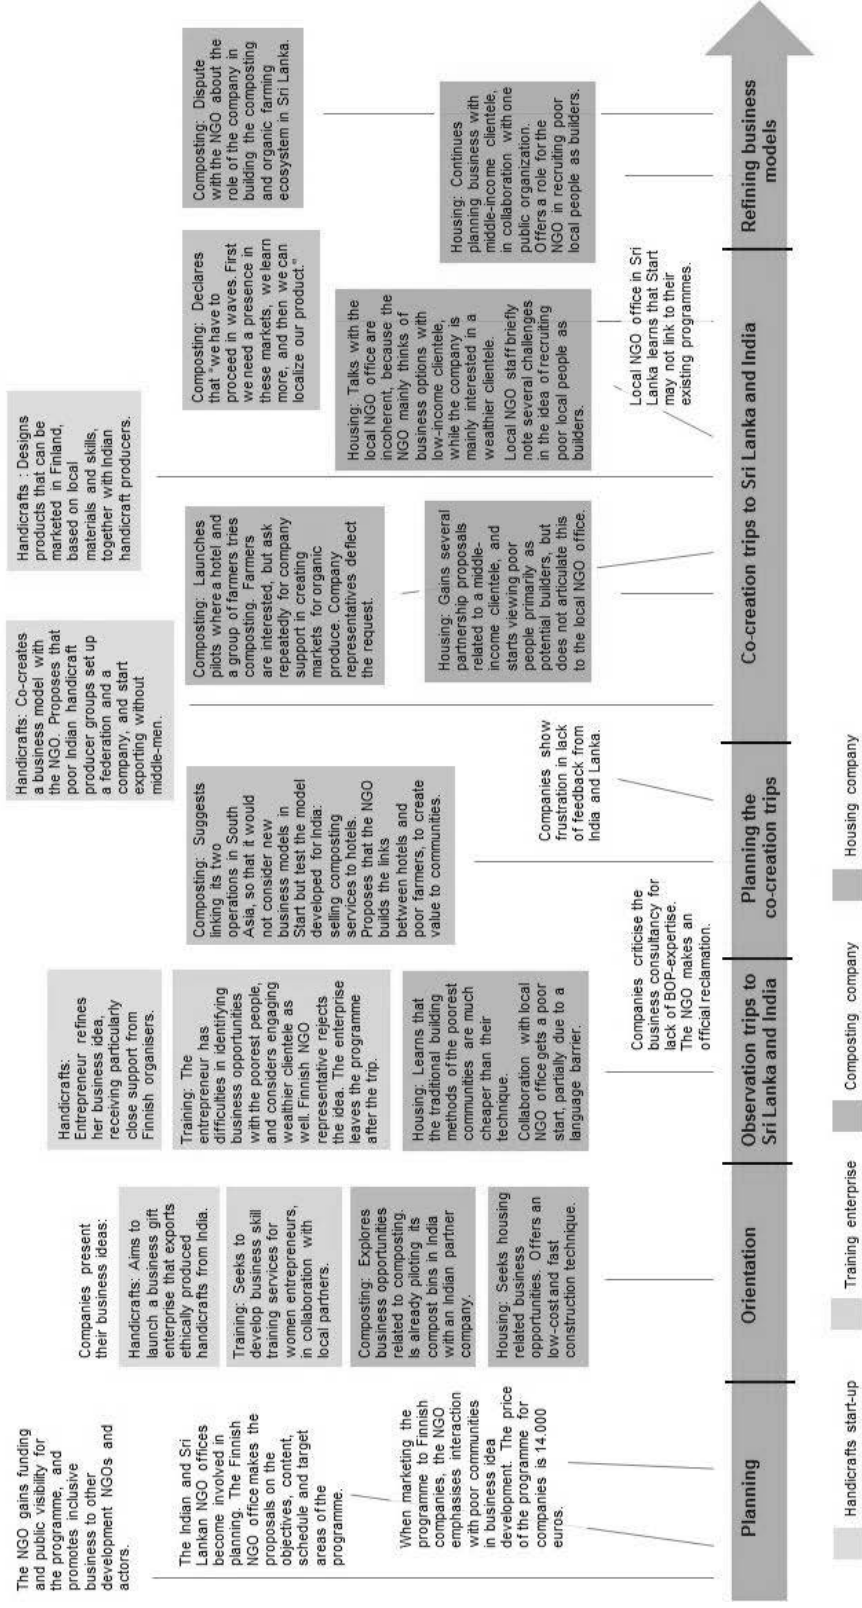 The NGO gains funding
and public visibility for
the programme, and
promotes inclusive
business to other
development NGOs and
actors.
The Indian and Sri
Lankan NGO offices
become involved in
planning. The Finnish
NGO office makes the
proposals on the
objectives, content,
schedule and target
areas of the
programme.
When marketing the
programme to Finnish
companies, the NGO
emphasises interaction
with poor communities
in business idea
development. The price
of the programme for
companies is 14.000
euros.
Companies present
their business ideas:
Handicrafts: Aims to
launch a business gift
enterprise that exports
ethically produced
handicrafts from India.
Training: Seeks to
develop business skill
training services for
women entrepreneurs,
in collaboration with
local partners.
Composting: Explores
business opportunities
related to composting.
Is already piloting its
compost bins in India
with an Indian partner
company.
Housing: Seeks housing
related business
opportunities. Offers an
low-cost and fast
construction technique.
Handicrafts:
Entrepreneur refines
her business idea,
receiving particularly
close support from
Finnish organisers.
Training: The
entrepreneur has
difficulties in identifying
business opportunities
with the poorest people,
and considers engaging
wealthier clientele as
well. Finnish NGO
representative rejects
the idea. The enterprise
leaves the programme
after the trip.
Housing: Learns that
the traditional building
methods of the poorest
communities are much
cheaper than their
technique.
Collaboration with local
NGO office gets a poor
start, partially due to a
language barrier.
Companies criticise the
business consultancy for
lack of BOP-expertise.
The NGO makes an
official reclamation.
Composting: Suggests
linking its two
operations in South
Asia, so that it would
not consider new
business models in
Start but test the model
developed for India:
selling composting
services to hotels.
Proposes that the NGO
builds the links
between hotels and
poor farmers, to create
value to communities.
Companies show
frustration in lack
of feedback from
India and Lanka.
Handicrafts: Co-creates
a business model with
the NGO. Proposes that
poor Indian handicraft
producer groups set up
a federation and a
company, and start
exporting without
middle-men.
Composting: Launches
pilots where a hotel and
a group of farmers tries
composting. Farmers
are interested, but ask
repeatedly for company
support in creating
markets for organic
produce. Company
representatives deflect
the request.
Housing: Gains several
partnership proposals
related to a middle-
income clientele, and
starts viewing poor
people primarily as
potential builders, but
does not articulate this
to the local NGO office.
Handicrafts : Designs
products that can be
marketed in Finland,
based on local
materials and skills,
together with Indian
handicraft producers.
Composting: Declares
that "we have to
proceed in waves. First
we need a presence in
these markets, we learn
more, and then we can
localize our product."
Housing: Talks with the
local NGO office are
incoherent, because the
NGO mainly thinks of
business options with
low-income clientele,
while the company is
mainly interested in a
wealthier clientele.
Local NGO staff briefly
note several challenges
in the idea of recruiting
poor local people as
builders.
Local NGO office in Sri
Lanka learns that Start
may not link to their
existing programmes.
Composting: Dispute
with the NGO about the
role of the company in
building the composting
and organic farming
ecosystem in Sri Lanka.
Housing: Continues
planning business with
middle-income clientele,
in collaboration with one
public organization.
Offers a role for the
NGO in recruiting poor
local people as builders.
Planning
Orientation
Observation trips to
Sri Lanka and India
Planning the
co-creation trips
Co-creation trips to Sri Lanka and India
Refining business
models
Handicrafts start-up
Training enterprise
Composting company
Housing company